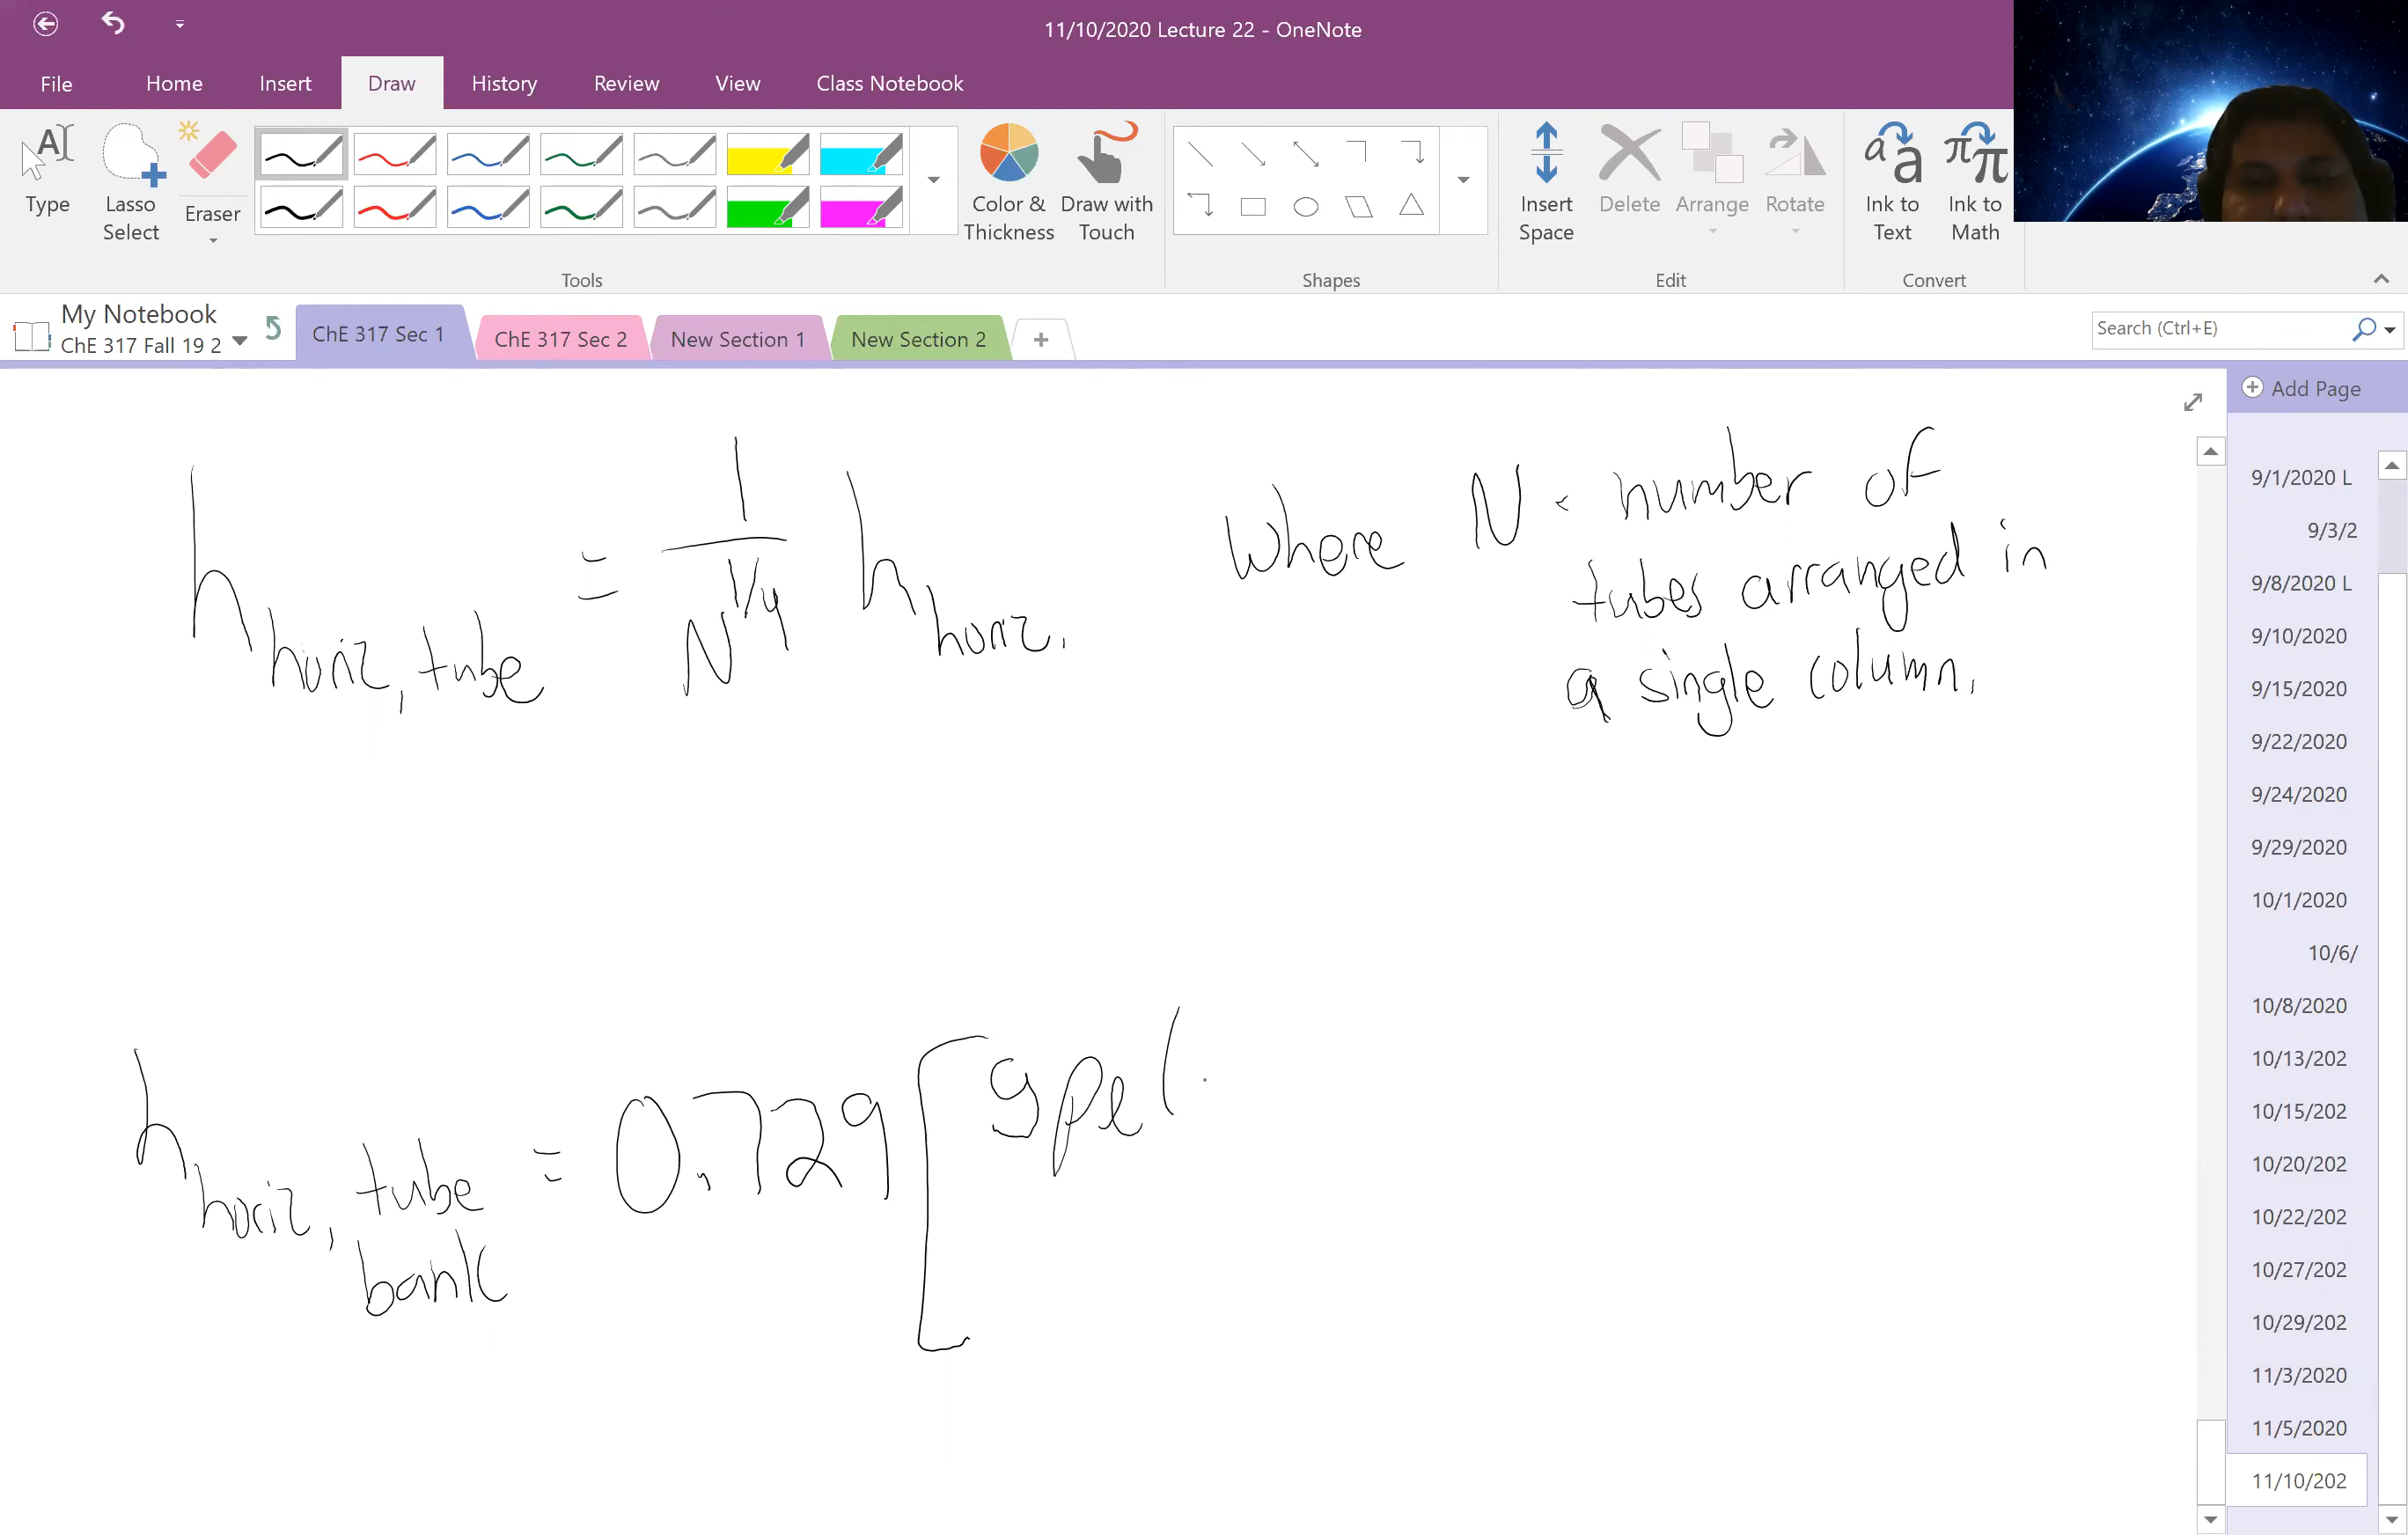 11/10/2020 Lecture 22 - OneNote
File Home Insert Draw History Review View Class Notebook
Type
Lasso Select
Eraser
Color & Thickness
Draw with Touch
Insert Space
Delete
Arrange
Rotate
Ink to Text
Ink to Math
Tools Shapes Edit Convert
My Notebook
ChE 317 Fall 19 2
ChE 317 Sec 1 ChE 317 Sec 2 New Section 1 New Section 2 +
Search (Ctrl+E)
Add Page
9/1/2020 L
9/3/2
9/8/2020 L
9/10/2020
9/15/2020
9/22/2020
9/24/2020
9/29/2020
10/1/2020
10/6/
10/8/2020
10/13/202
10/15/202
10/20/202
10/22/202
10/27/202
10/29/202
11/3/2020
11/5/2020
11/10/202
h horiz, tube = 1/N^1/4 h horiz.
Where N = number of
tubes arranged in
a single column.
h horiz, tube bank = 0.729 [ gρℓ (